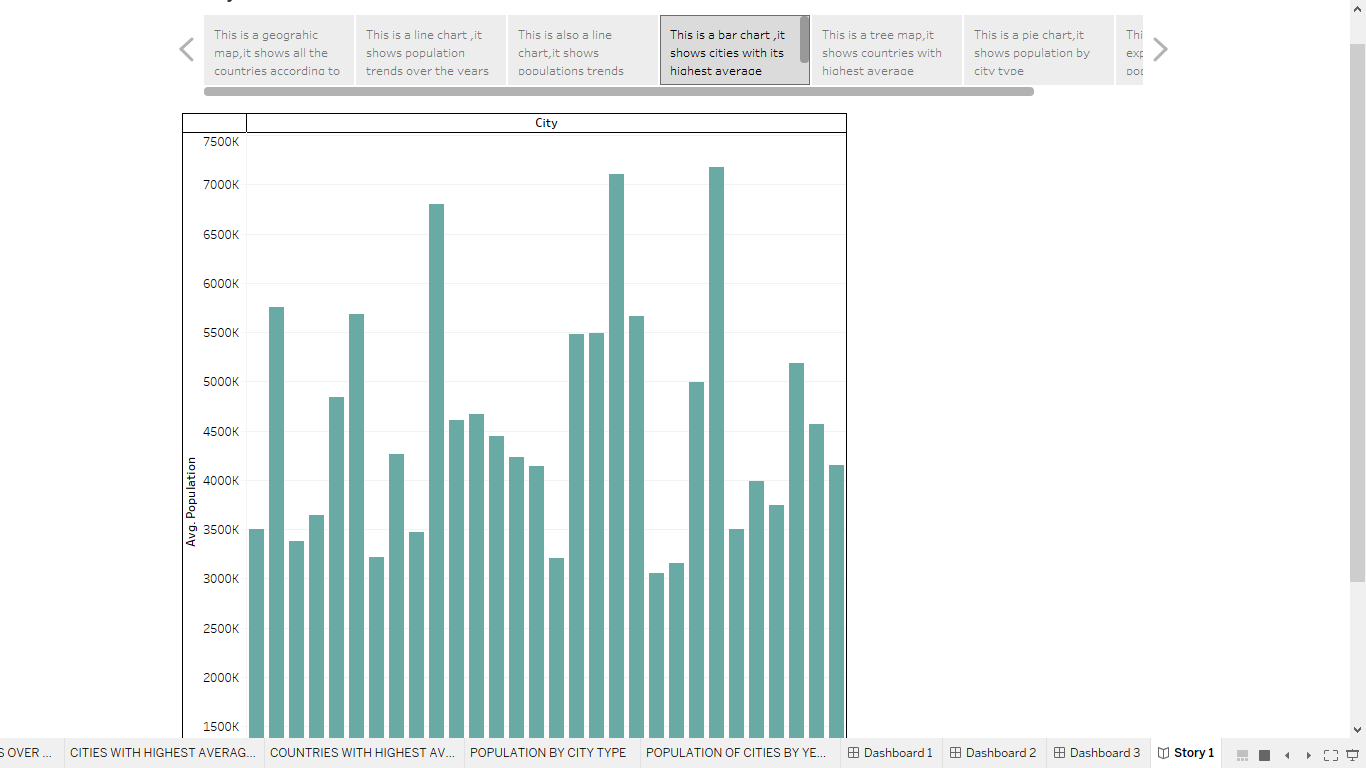 This is a geograhic
map,it shows all the
countries according to
This is a line chart ,it
shows population
trends over the years
This is also a line
chart,it shows
populations trends
This is a bar chart ,it
shows cities with its
highest average
This is a tree map,it
shows countries with
highest average
This is a pie chart,it
shows population by
city type
City
7500K
7000K
6500K
6000K
5500K
5000K
4500K
4000K
3500K
3000K
2500K
2000K
1500K
Avg. Population
S OVER ...
CITIES WITH HIGHEST AVERAG...
COUNTRIES WITH HIGHEST AV...
POPULATION BY CITY TYPE
POPULATION OF CITIES BY YE...
Dashboard 1
Dashboard 2
Dashboard 3
Story 1